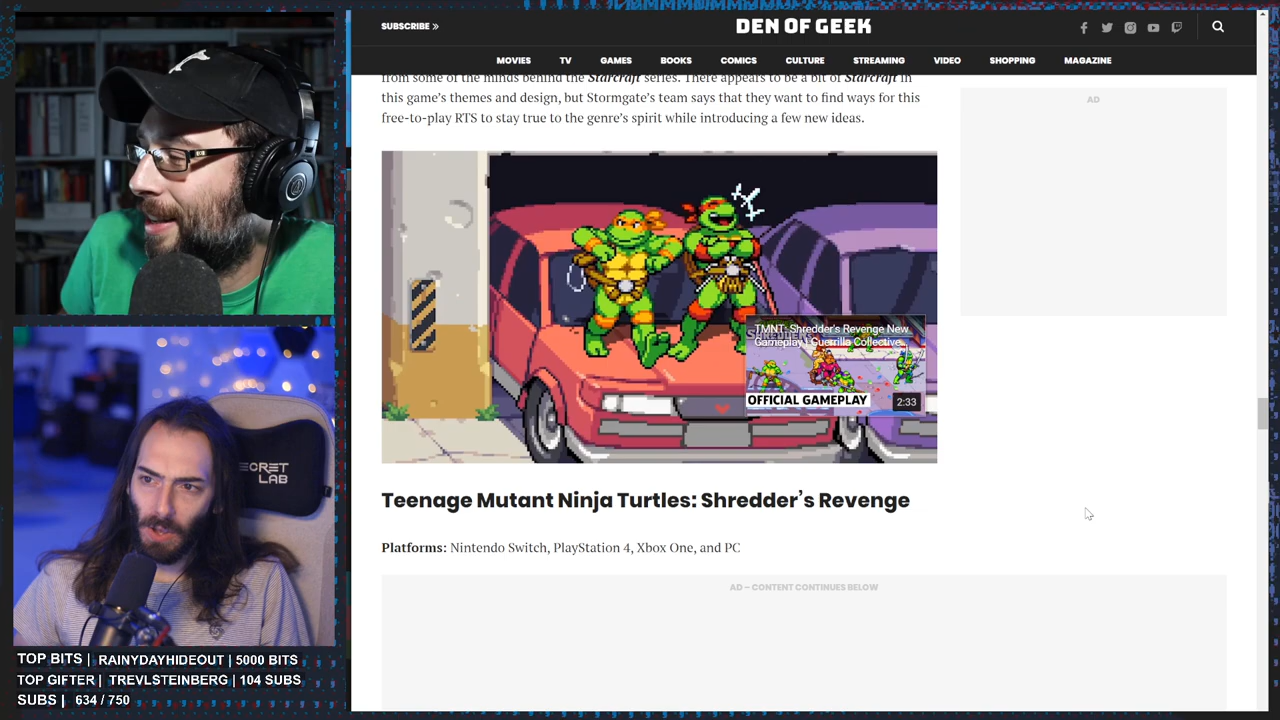 SUBSCRIBE »
DEN OF GEEK
MOVIES TV GAMES BOOKS COMICS CULTURE STREAMING VIDEO SHOPPING MAGAZINE
from some of the minds behind the Starcraft series. There appears to be a bit of Starcraft in
this game's themes and design, but Stormgate's team says that they want to find ways for this
free-to-play RTS to stay true to the genre's spirit while introducing a few new ideas.
AD
TMNT: Shredder's Revenge New
Gameplay | Guerrilla Collective...
OFFICIAL GAMEPLAY
2:33
Teenage Mutant Ninja Turtles: Shredder's Revenge
Platforms: Nintendo Switch, PlayStation 4, Xbox One, and PC
AD – CONTENT CONTINUES BELOW
SECRET
LAB
TOP BITS | RAINYDAYHIDEOUT | 5000 BITS
TOP GIFTER | TREVLSTEINBERG | 104 SUBS
SUBS | 634 / 750